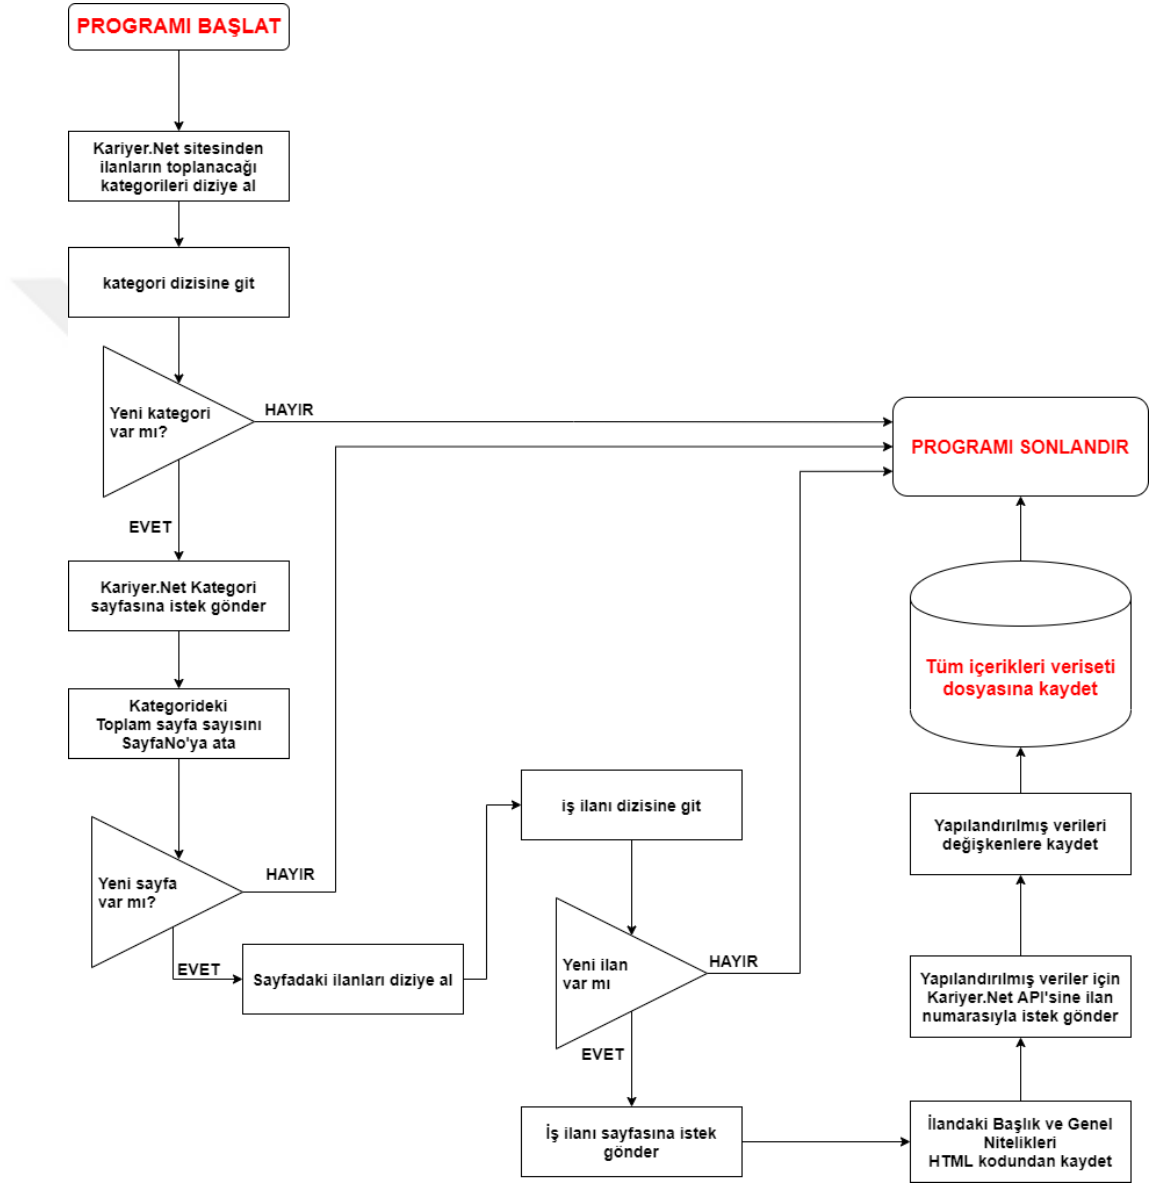 PROGRAMI BAŞLAT
Kariyer.Net sitesinden
ilanların toplanacağı
kategorileri diziye al
kategori dizisine git
Yeni kategori
var mı?
HAYIR
EVET
PROGRAMI SONLANDIR
Kariyer.Net Kategori
sayfasına istek gönder
Kategorideki
Toplam sayfa sayısını
SayfaNo'ya ata
Yeni sayfa
var mı?
HAYIR
EVET
Sayfadaki ilanları diziye al
iş ilanı dizisine git
Yeni ilan
var mı
HAYIR
EVET
İş ilanı sayfasına istek
gönder
İlandaki Başlık ve Genel
Nitelikleri
HTML kodundan kaydet
Yapılandırılmış veriler için
Kariyer.Net API'sine ilan
numarasıyla istek gönder
Yapılandırılmış verileri
değişkenlere kaydet
Tüm içerikleri veriseti
dosyasına kaydet